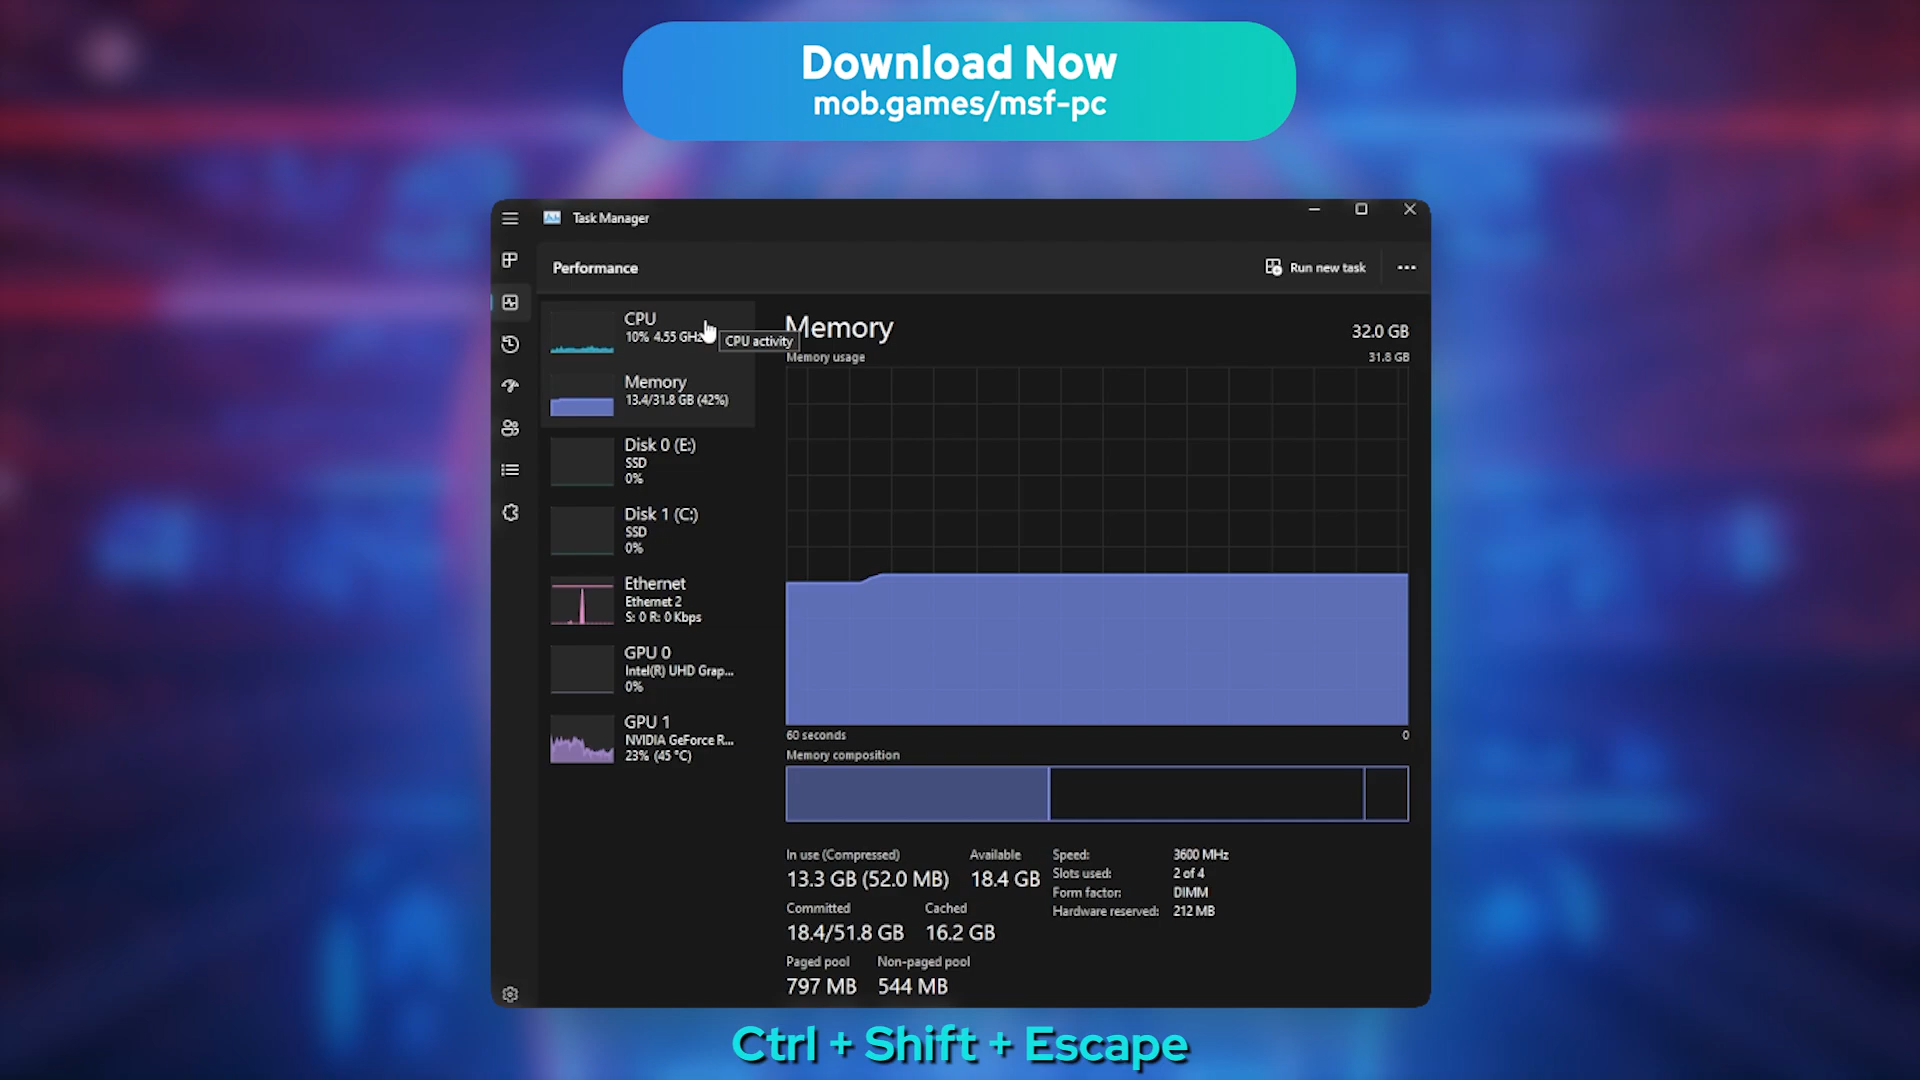 Download Now
mob.games/msf-pc
Task Manager
Performance
Run new task
CPU
10% 4.55 GHz
CPU activity
Memory
13.4/31.8 GB (42%)
Disk 0 (E:)
SSD
0%
Disk 1 (C:)
SSD
0%
Ethernet
Ethernet 2
S: 0 R: 0 Kbps
GPU 0
Intel(R) UHD Grap...
0%
GPU 1
NVIDIA GeForce R...
23% (45 °C)
Memory 32.0 GB
Memory usage 31.8 GB
60 seconds 0
Memory composition
In use (Compressed) Available
13.3 GB (52.0 MB) 18.4 GB
Committed Cached
18.4/51.8 GB 16.2 GB
Paged pool Non-paged pool
797 MB 544 MB
Speed: 3600 MHz
Slots used: 2 of 4
Form factor: DIMM
Hardware reserved: 212 MB
Ctrl + Shift + Escape